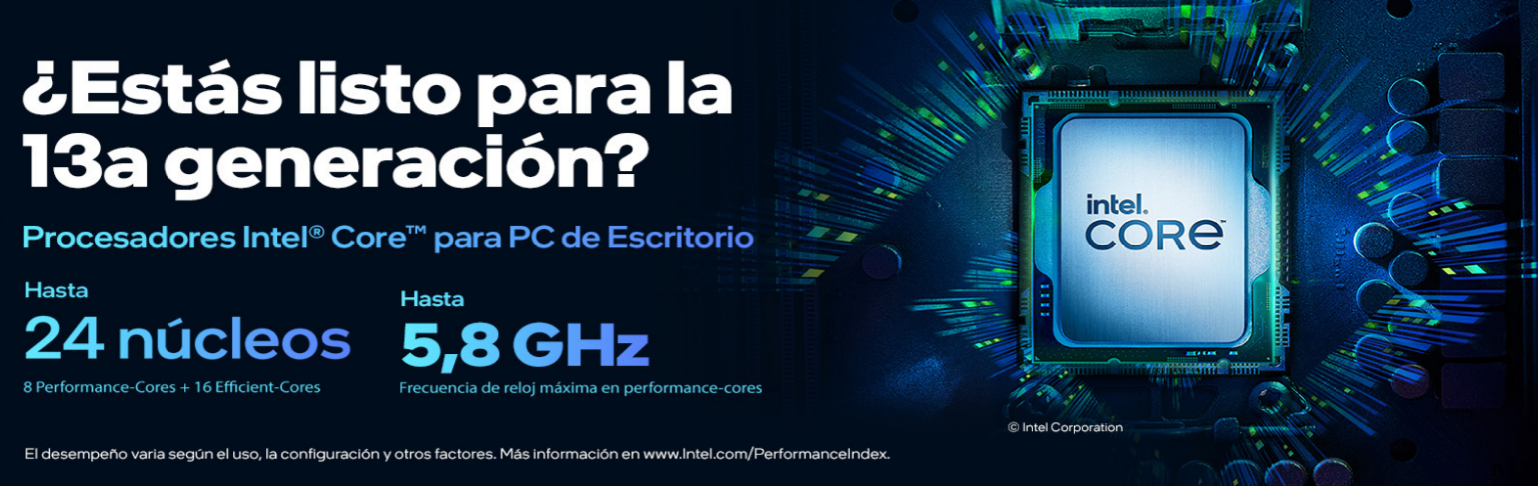 ¿Estás listo para la
13a generación?
Procesadores Intel® Core™ para PC de Escritorio
Hasta
24 núcleos
8 Performance-Cores + 16 Efficient-Cores
Hasta
5,8 GHz
Frecuencia de reloj máxima en performance-cores
intel.
CORE™
© Intel Corporation
El desempeño varia según el uso, la configuración y otros factores. Más información en www.Intel.com/PerformanceIndex.